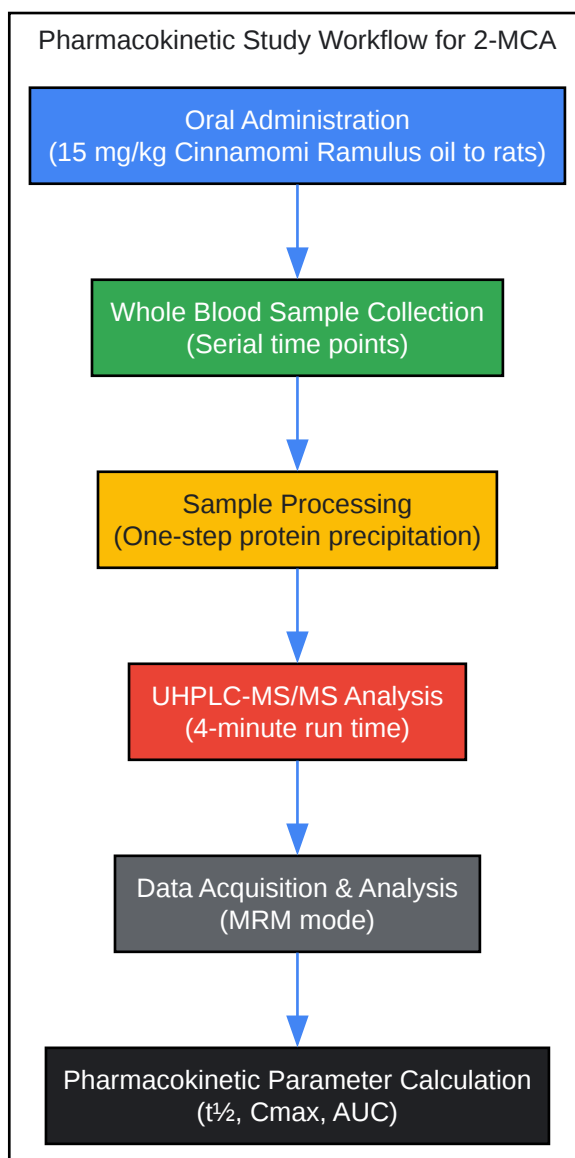 Pharmacokinetic Study Workflow for 2-MCA
Oral Administration
(15 mg/kg Cinnamomi Ramulus oil to rats)
Whole Blood Sample Collection
(Serial time points)
Sample Processing
(One-step protein precipitation)
UHPLC-MS/MS Analysis
(4-minute run time)
Data Acquisition & Analysis
(MRM mode)
Pharmacokinetic Parameter Calculation
(t½, Cmax, AUC)